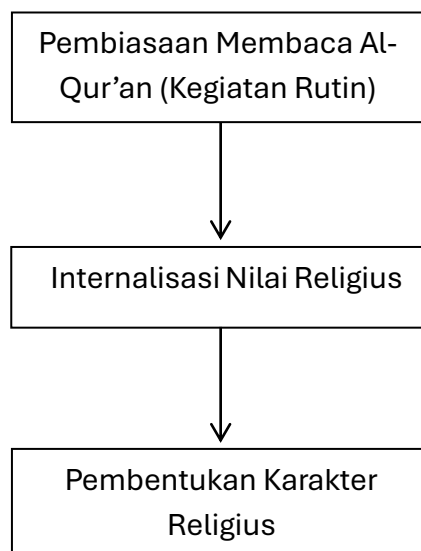 Pembiasaan Membaca Al-
Qur’an (Kegiatan Rutin)
Internalisasi Nilai Religius
Pembentukan Karakter
Religius